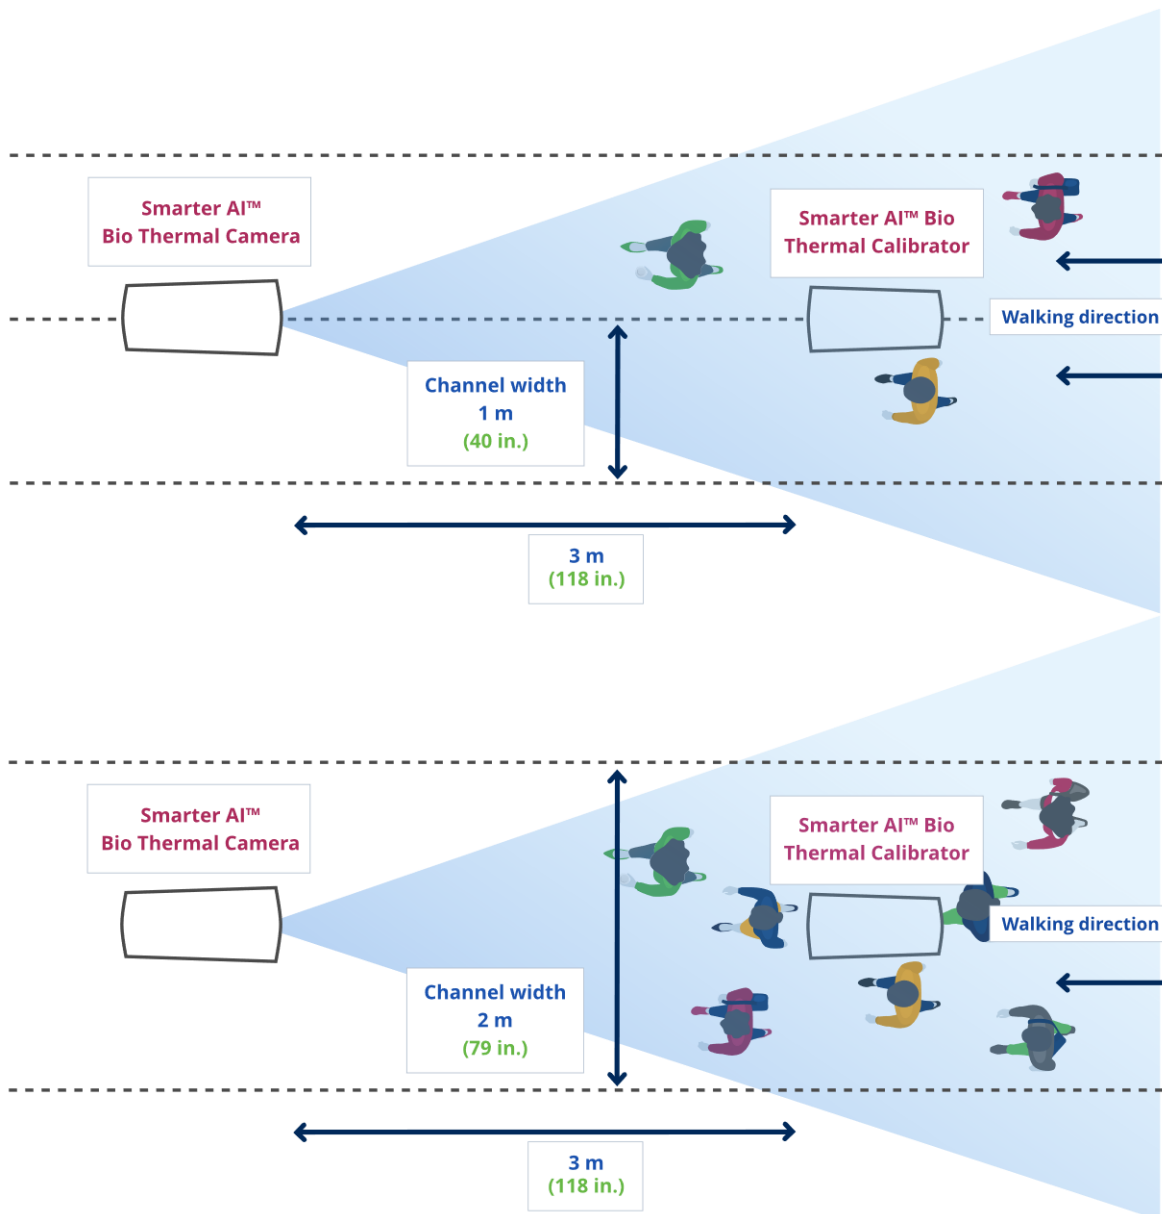 Smarter AI™
Bio Thermal Camera
Smarter AI™ Bio
Thermal Calibrator
Walking direction
Channel width
1 m
(40 in.)
3 m
(118 in.)
Smarter AI™
Bio Thermal Camera
Smarter AI™ Bio
Thermal Calibrator
Walking direction
Channel width
2 m
(79 in.)
3 m
(118 in.)